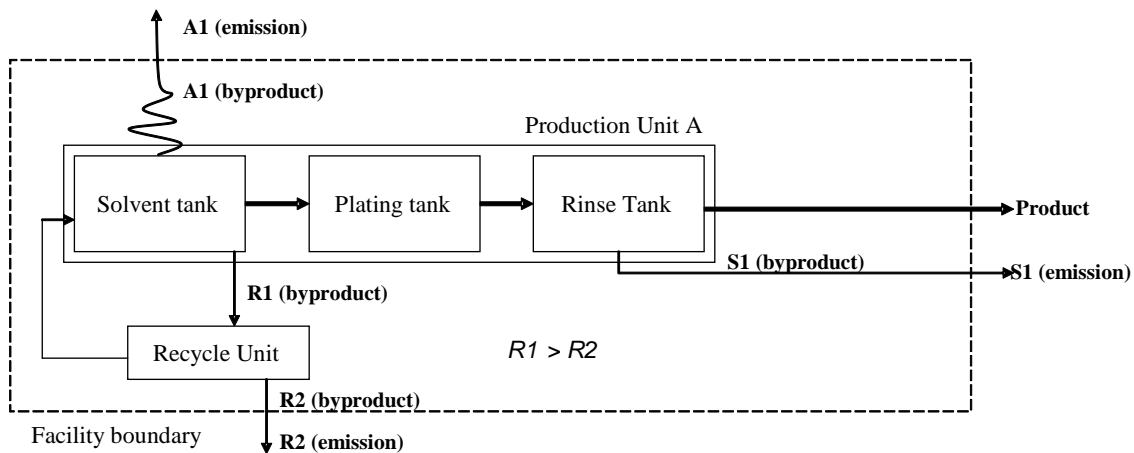 A1 (emission)
A1 (byproduct)
Production Unit A
Solvent tank
Plating tank
Rinse Tank
Product
S1 (byproduct)
S1 (emission)
R1 (byproduct)
Recycle Unit
R1 > R2
R2 (byproduct)
Facility boundary
R2 (emission)